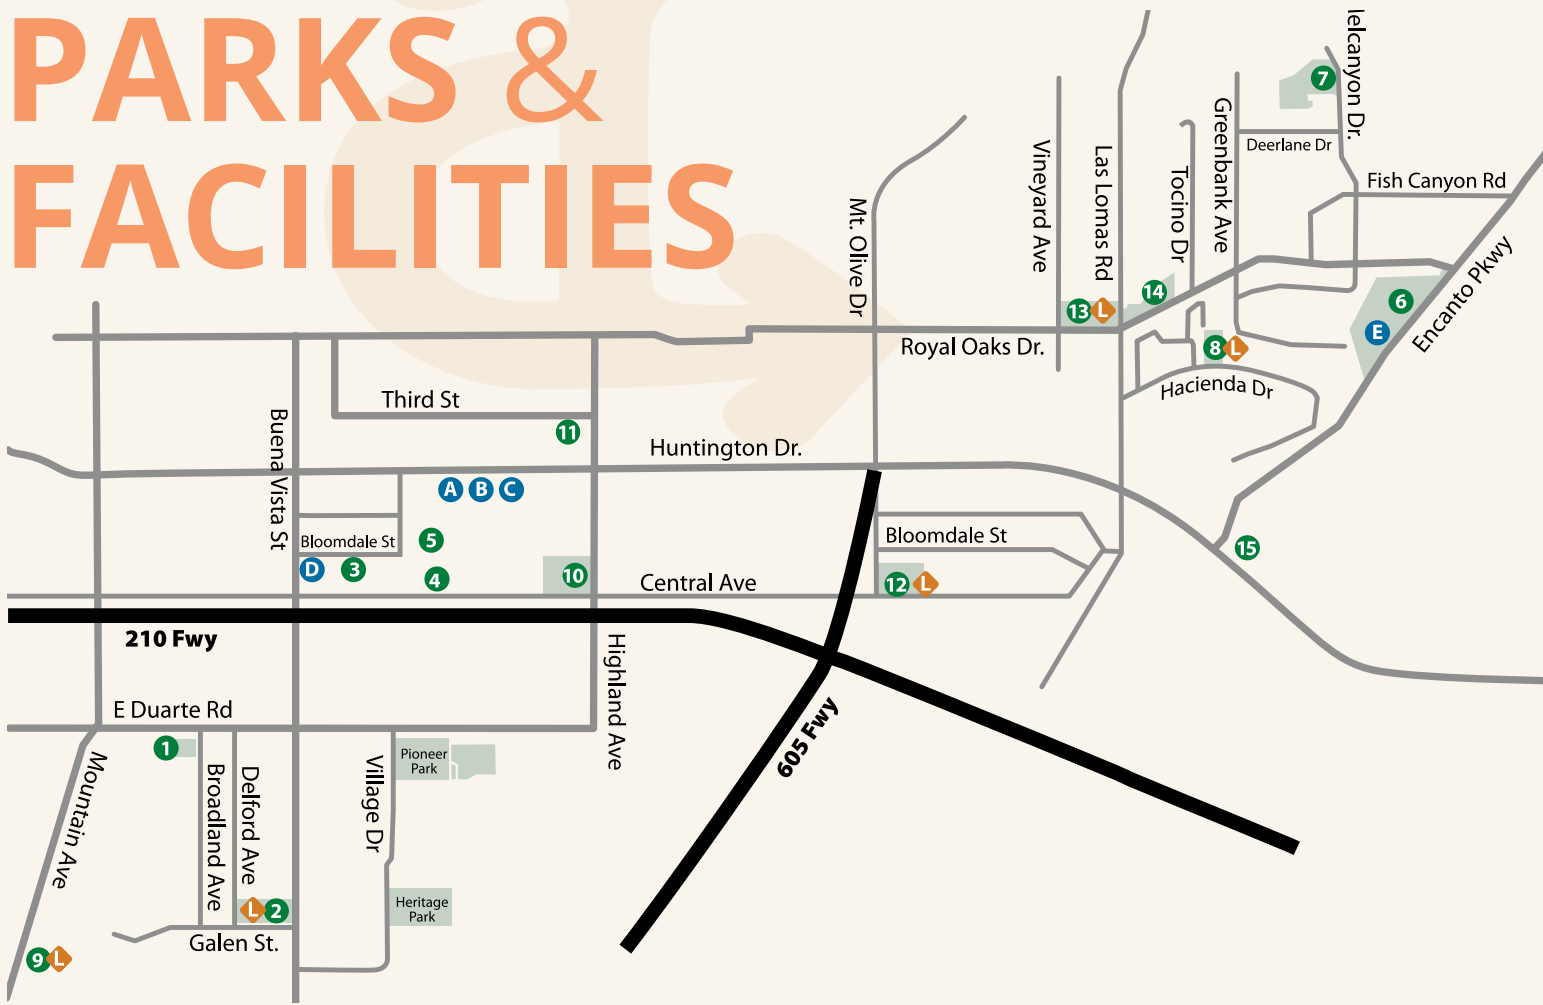 PARKS &
FACILITIES
elcanyon Dr.
7
Greenbank Ave
Deerlane Dr
Vineyard Ave
Las Lomas Rd
Tocino Dr
Fish Canyon Rd
Mt. Olive Dr
Encanto Pkwy
14
6
13 L
E
Royal Oaks Dr.
8 L
Hacienda Dr
Third St
Buena Vista St
11
Huntington Dr.
A B C
Bloomdale St
5
Bloomdale St
15
D 3
4
10
Central Ave
12 L
210 Fwy
Highland Ave
E Duarte Rd
605 Fwy
1
Pioneer
Park
Mountain Ave
Broadland Ave
Delford Ave
Village Dr
L 2
Heritage
Park
Galen St.
9 L